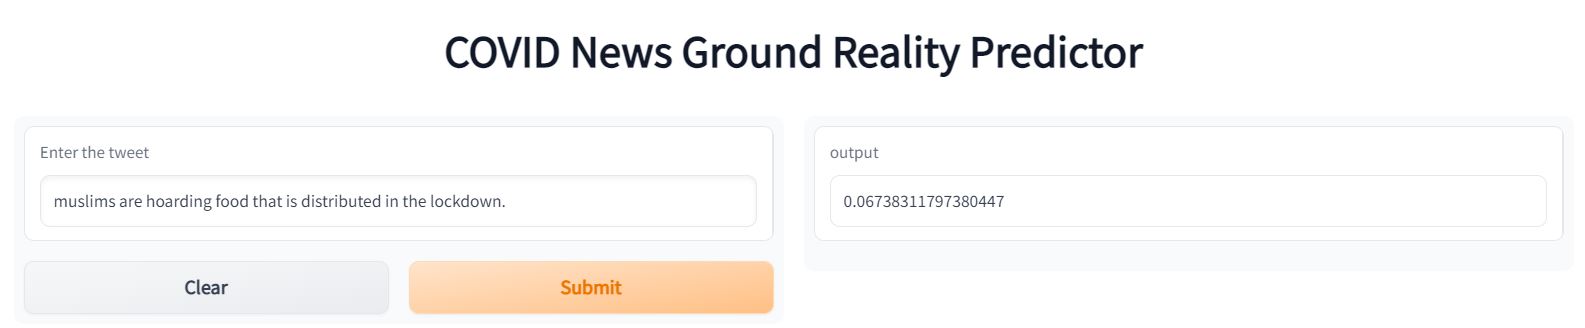 COVID News Ground Reality Predictor
Enter the tweet
muslims are hoarding food that is distributed in the lockdown.
Clear
Submit
output
0.06738311797380447